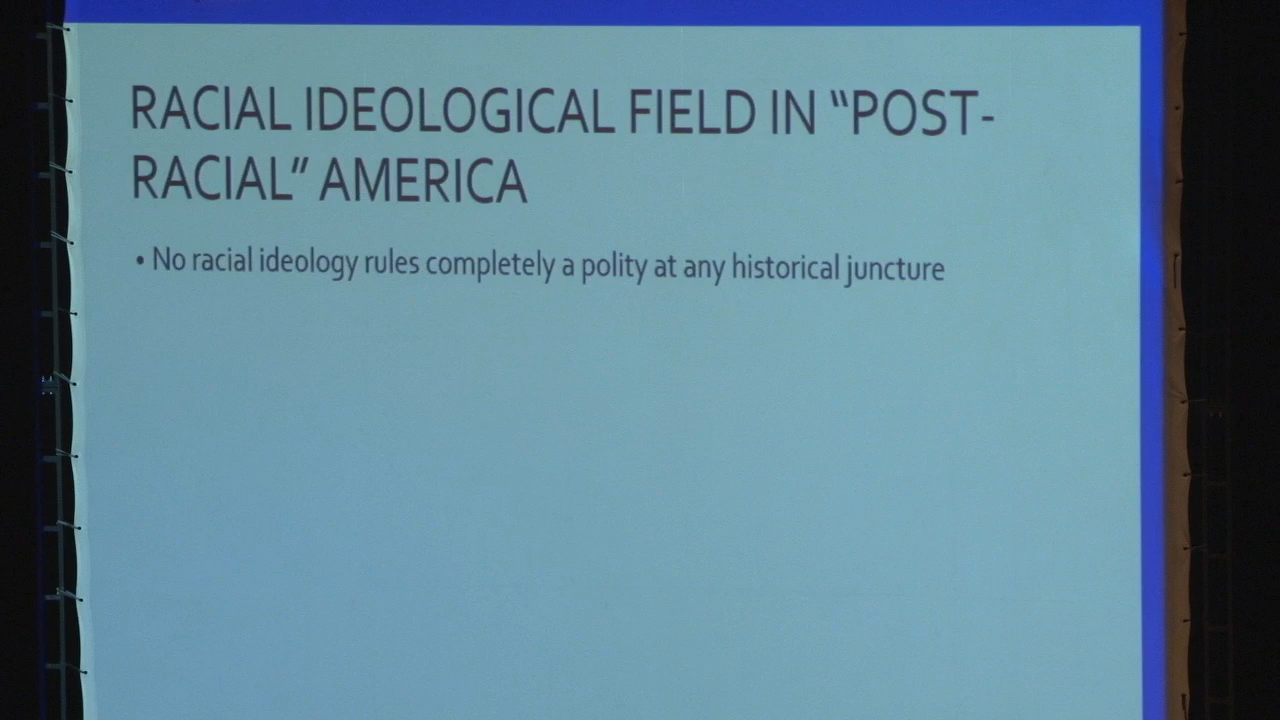 RACIAL IDEOLOGICAL FIELD IN “POST-
RACIAL” AMERICA
• No racial ideology rules completely a polity at any historical juncture